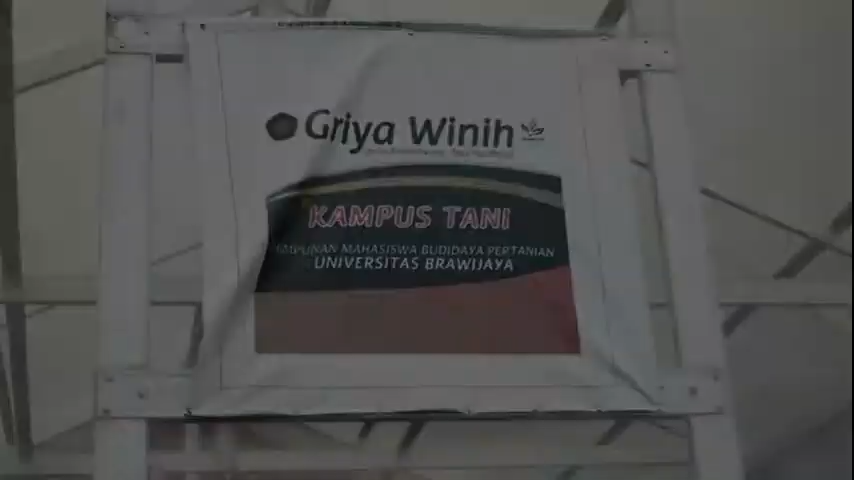 Griya Winih
KAMPUS TANI
HIMPUNAN MAHASISWA BUDIDAYA PERTANIAN
UNIVERSITAS BRAWIJAYA